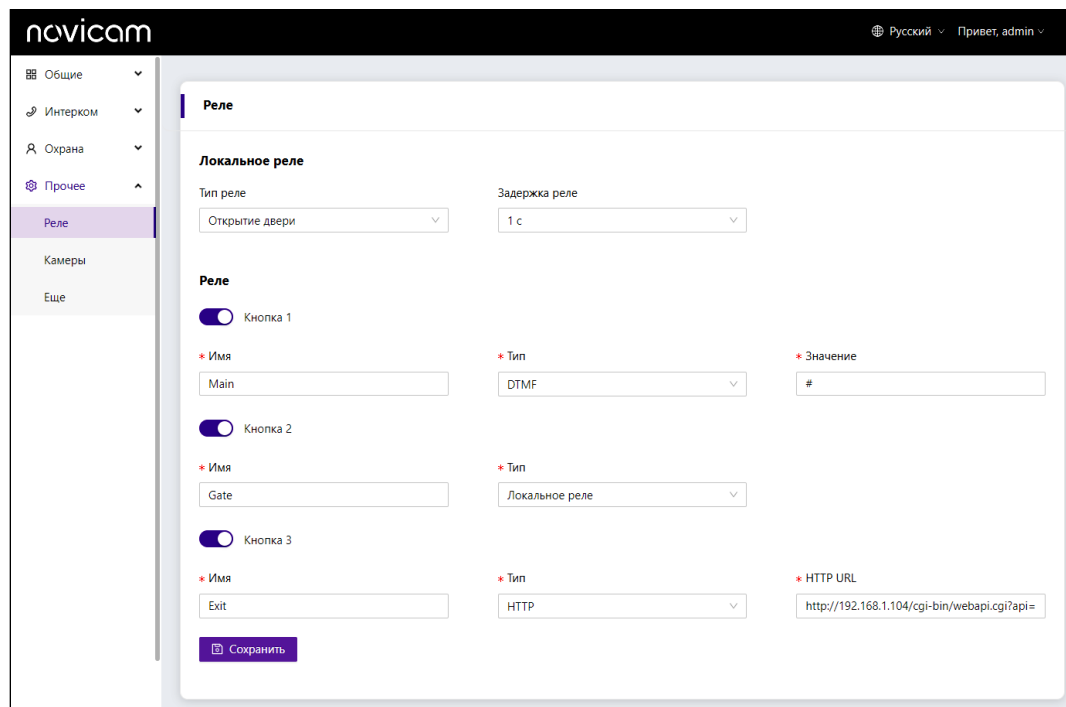 novicam
Русский Привет, admin
Общие
Интерком
Охрана
Прочее
Реле
Камеры
Еще
Реле
Локальное реле
Тип реле Задержка реле
Открытие двери 1 с
Реле
Кнопка 1
* Имя * Тип * Значение
Main DTMF #
Кнопка 2
* Имя * Тип
Gate Локальное реле
Кнопка 3
* Имя * Тип * HTTP URL
Exit HTTP http://192.168.1.104/cgi-bin/webapi.cgi?api=
Сохранить